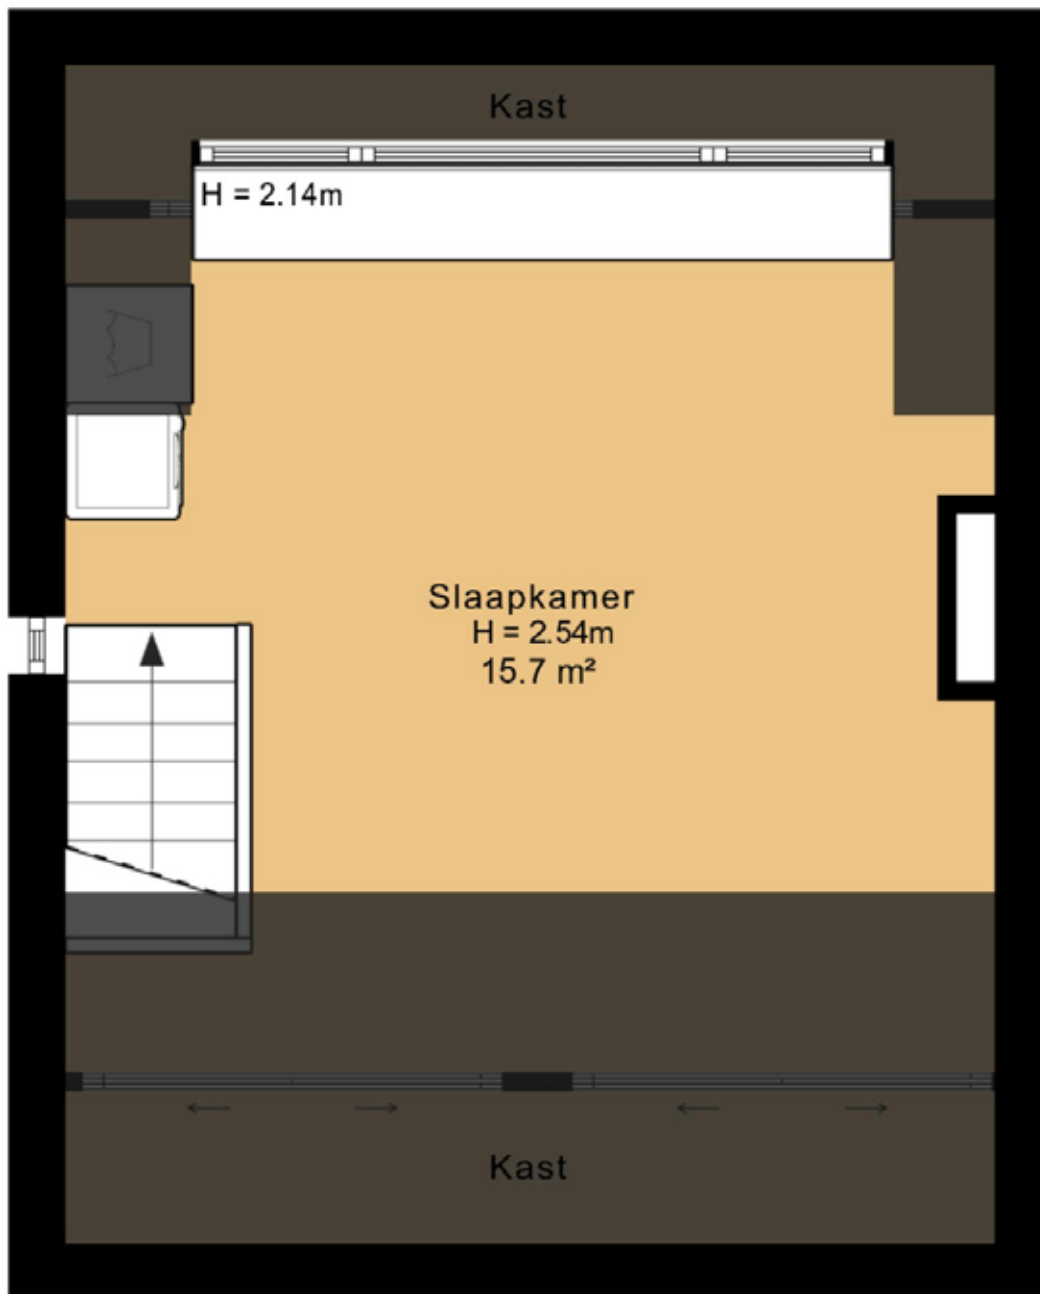 Kast
H = 2.14m
Slaapkamer
H = 2.54m
15.7 m²
Kast